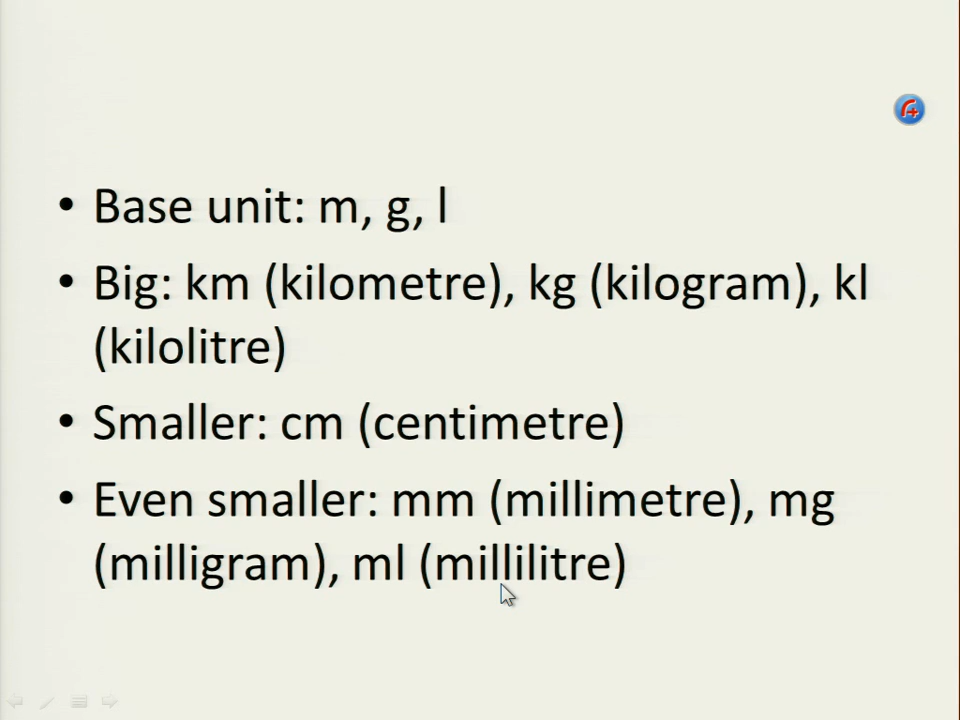 • Base unit: m, g, l
• Big: km (kilometre), kg (kilogram), kl
(kilolitre)
• Smaller: cm (centimetre)
• Even smaller: mm (millimetre), mg
(milligram), ml (millilitre)